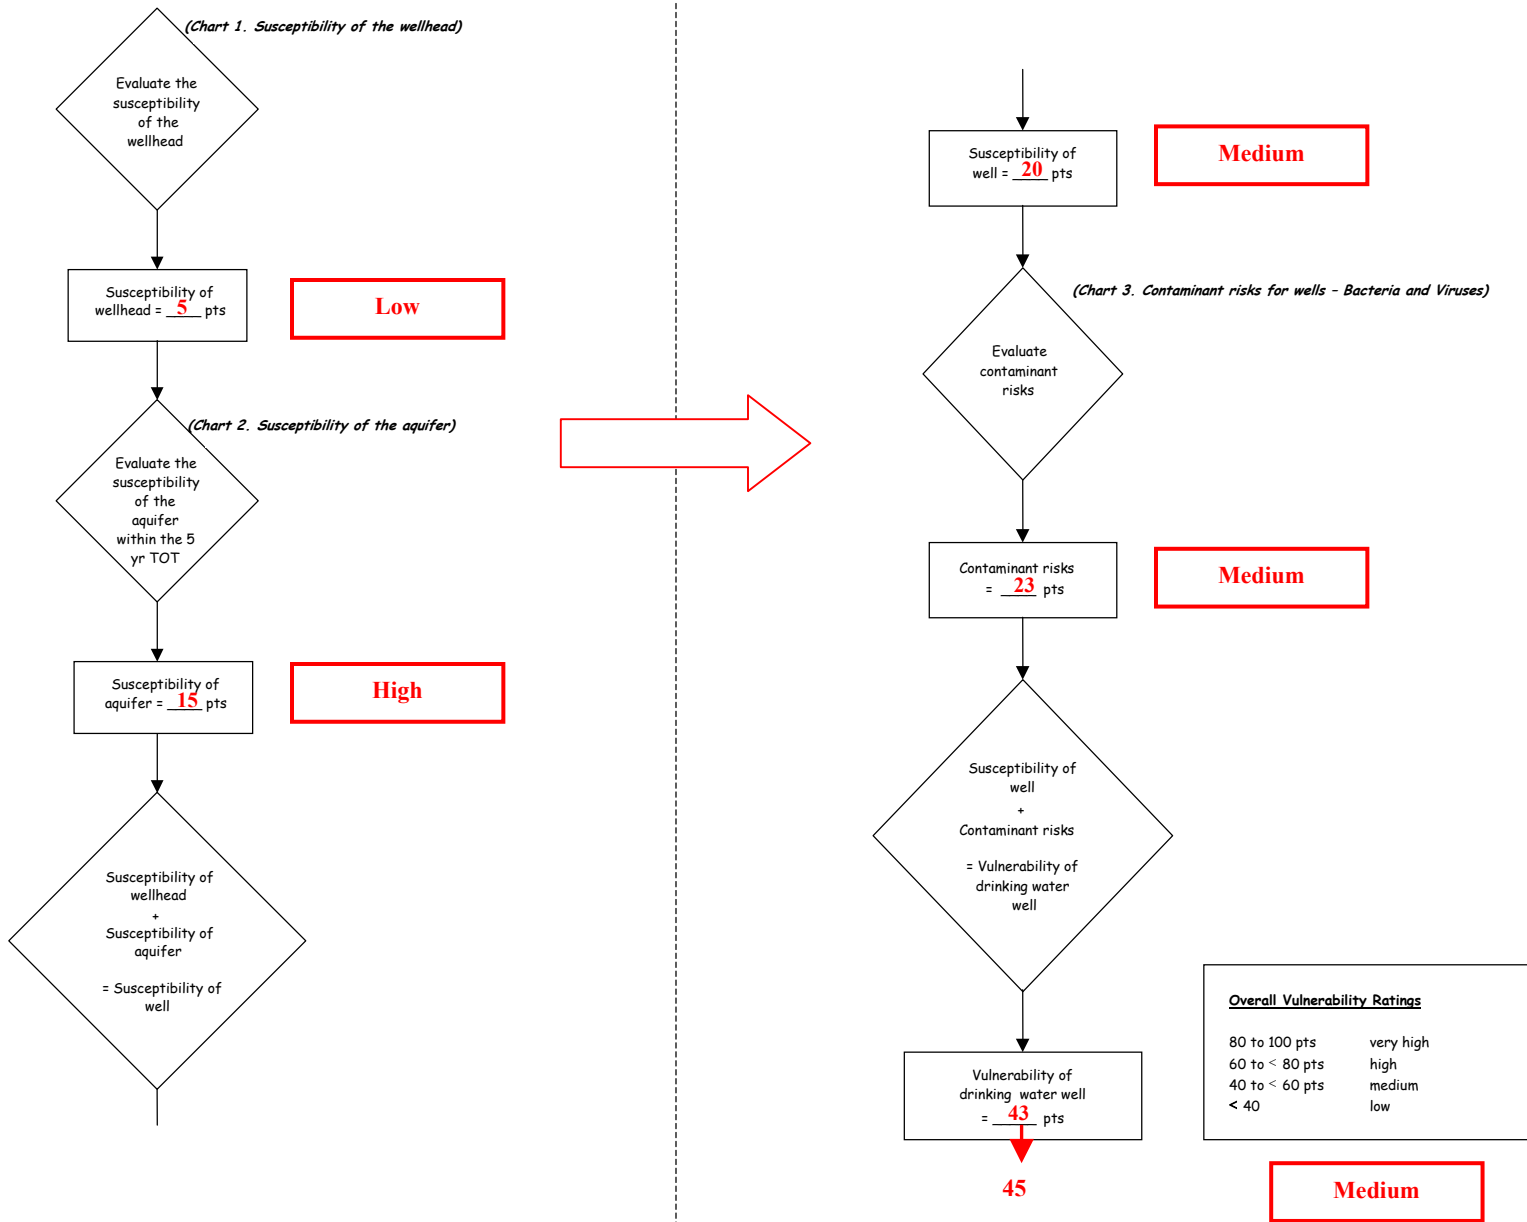 (Chart 1. Susceptibility of the wellhead)
Evaluate the
susceptibility
of the
wellhead
Susceptibility of
wellhead = 5 pts
Low
(Chart 2. Susceptibility of the aquifer)
Evaluate the
susceptibility
of the
aquifer
within the 5
yr TOT
Susceptibility of
aquifer = 15 pts
High
Susceptibility of
wellhead
+
Susceptibility of
aquifer
= Susceptibility of
well
Susceptibility of
well = 20 pts
Medium
(Chart 3. Contaminant risks for wells – Bacteria and Viruses)
Evaluate
contaminant
risks
Contaminant risks
= 23 pts
Medium
Susceptibility of
well
+
Contaminant risks
= Vulnerability of
drinking water
well
Vulnerability of
drinking water well
= 43 pts
45
Overall Vulnerability Ratings
80 to 100 pts very high
60 to < 80 pts high
40 to < 60 pts medium
< 40 low
Medium